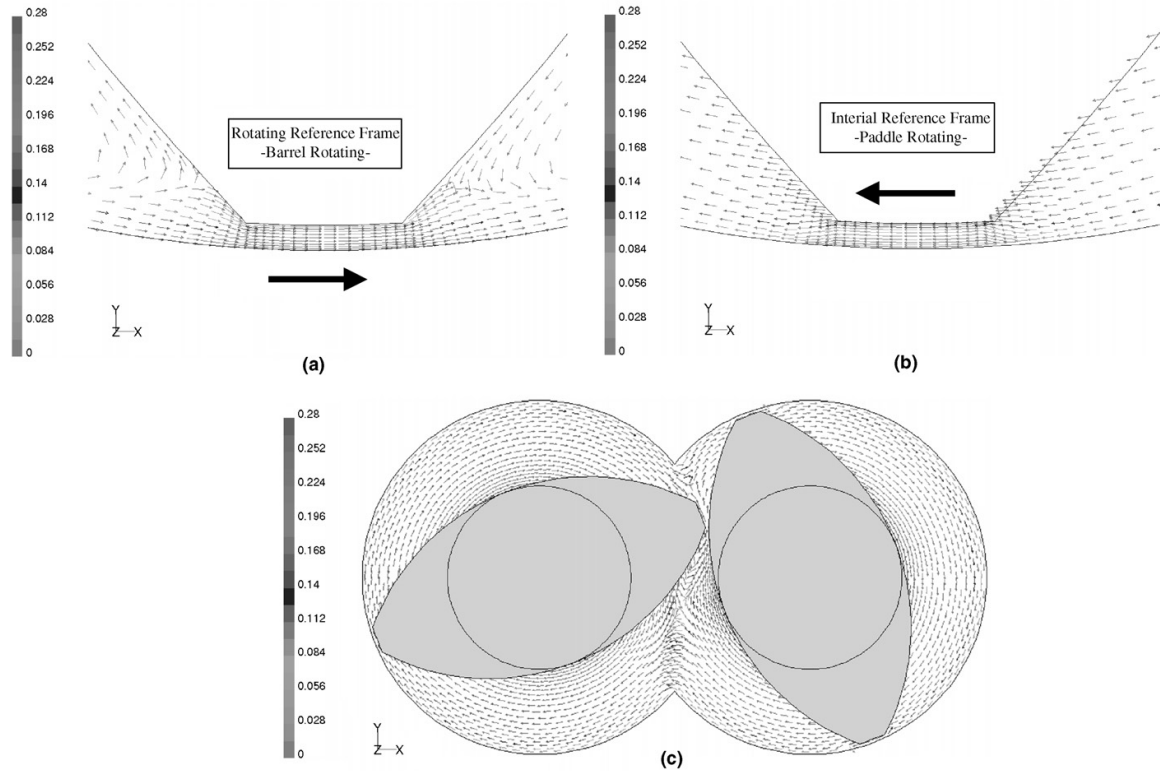 0.28
0.252
0.224
0.196
0.168
0.14
0.112
0.084
0.056
0.028
0
Rotating Reference Frame
-Barrel Rotating-
Y
Z X
(a)
0.28
0.252
0.224
0.196
0.168
0.14
0.112
0.084
0.056
0.028
0
Interial Reference Frame
-Paddle Rotating-
Y
Z X
(b)
0.28
0.252
0.224
0.196
0.168
0.14
0.112
0.084
0.056
0.028
0
Y
Z X
(c)